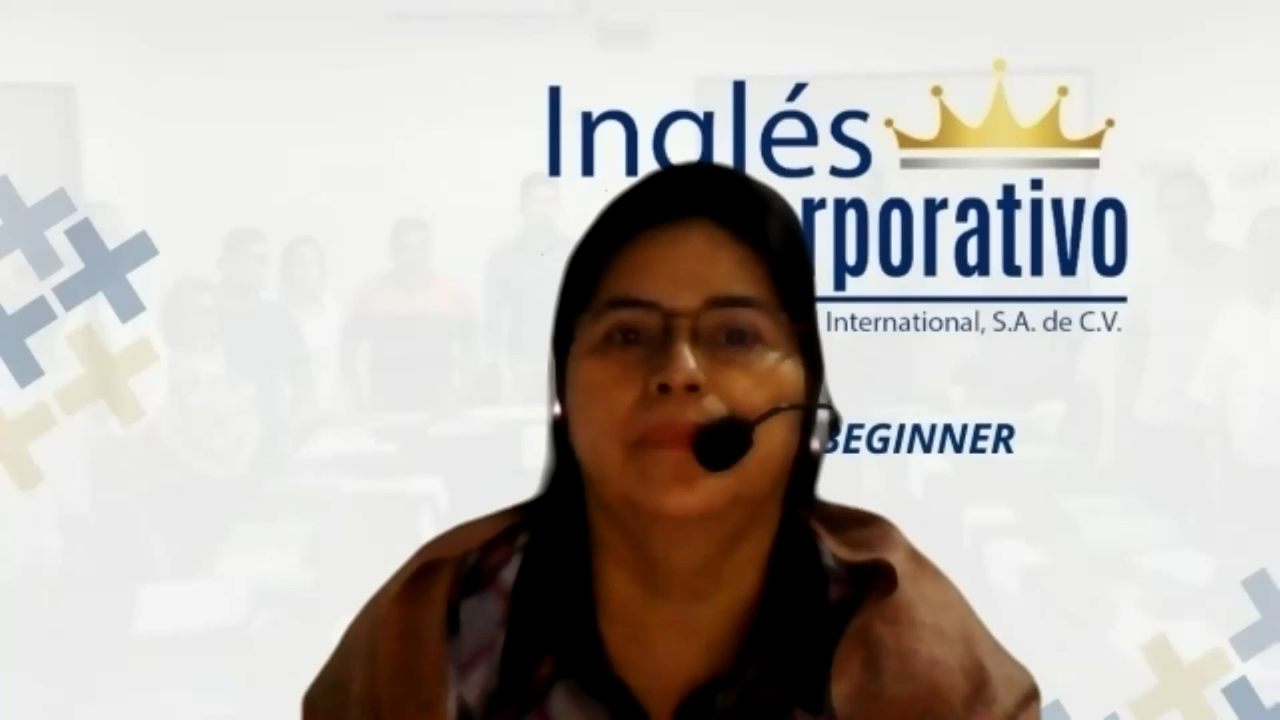 Inglés
rporativo
International, S.A. de C.V.
BEGINNER